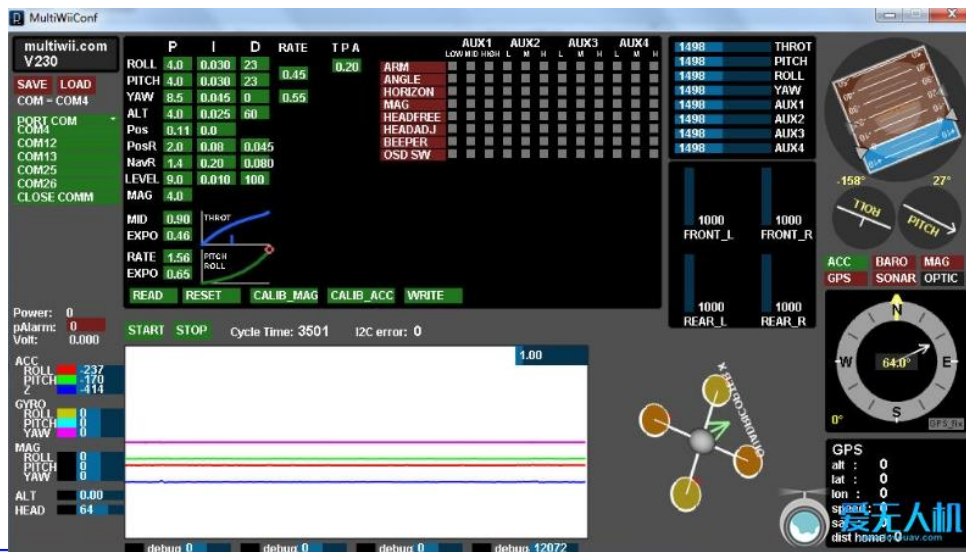 MultiWiiConf
multiwii.com
V230
SAVE LOAD
COM = COM4
PORT COM
COM4
COM12
COM13
COM25
COM26
CLOSE COMM
P I D RATE T P A
ROLL 4.0 0.030 23
PITCH 4.0 0.030 23
0.45 0.20
YAW 8.5 0.045 0 0.55
ALT 4.0 0.025 60
Pos 0.11 0.0
PosR 2.0 0.08 0.045
NavR 1.4 0.20 0.080
LEVEL 9.0 0.010 100
MAG 4.0
MID 0.90 THROT
EXPO 0.46
RATE 1.56 PITCH
ROLL
EXPO 0.65
READ RESET CALIB_MAG CALIB_ACC WRITE
AUX1 AUX2 AUX3 AUX4
LOW MID HIGH L M H L M H L M H
ARM
ANGLE
HORIZON
MAG
HEADFREE
HEADADJ
BEEPER
OSD SW
1498 THROT
1498 PITCH
1498 ROLL
1498 YAW
1498 AUX1
1498 AUX2
1498 AUX3
1498 AUX4
1000 1000
FRONT_L FRONT_R
1000 1000
REAR_L REAR_R
-158° 27°
ROLL PITCH
ACC BARO MAG
GPS SONAR OPTIC
N
W 64.0° E
S
0° GPS_fix
Power: 0
pAlarm: 0
Volt: 0.000
START STOP Cycle Time: 3501 I2C error: 0
1.00
ACC
ROLL -237
PITCH -170
Z -414
GYRO
ROLL 0
PITCH 0
YAW 0
MAG
ROLL 0
PITCH 0
YAW 0
ALT 0.00
HEAD 64
debug 0 debug 0 debug 0 debug 12072
QUADRICOPTER X
GPS
alt : 0
lat : 0
lon : 0
speed: 0
dist home: 0
爱无人机